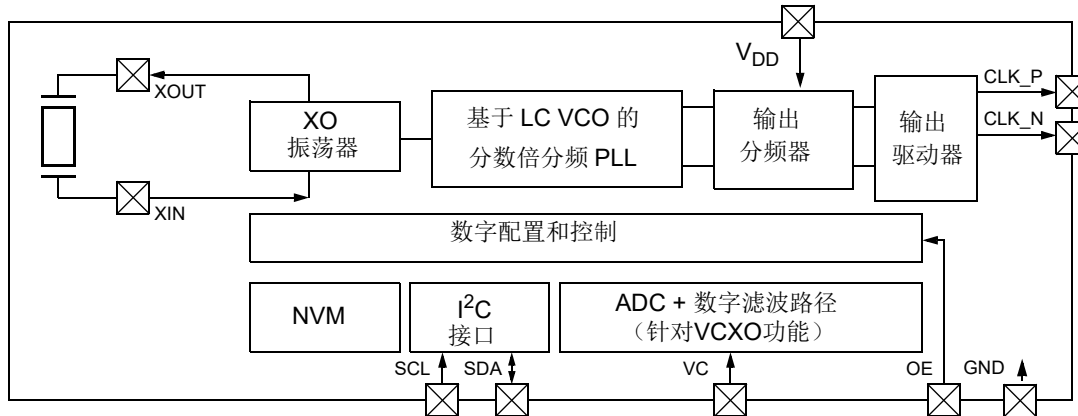 V_DD
XOUT
XIN
XO
振荡器
基于 LC VCO 的
分数倍分频 PLL
输出
分频器
输出
驱动器
CLK_P
CLK_N
数字配置和控制
NVM
I²C
接口
ADC + 数字滤波路径
（针对VCXO功能）
SCL
SDA
VC
OE
GND